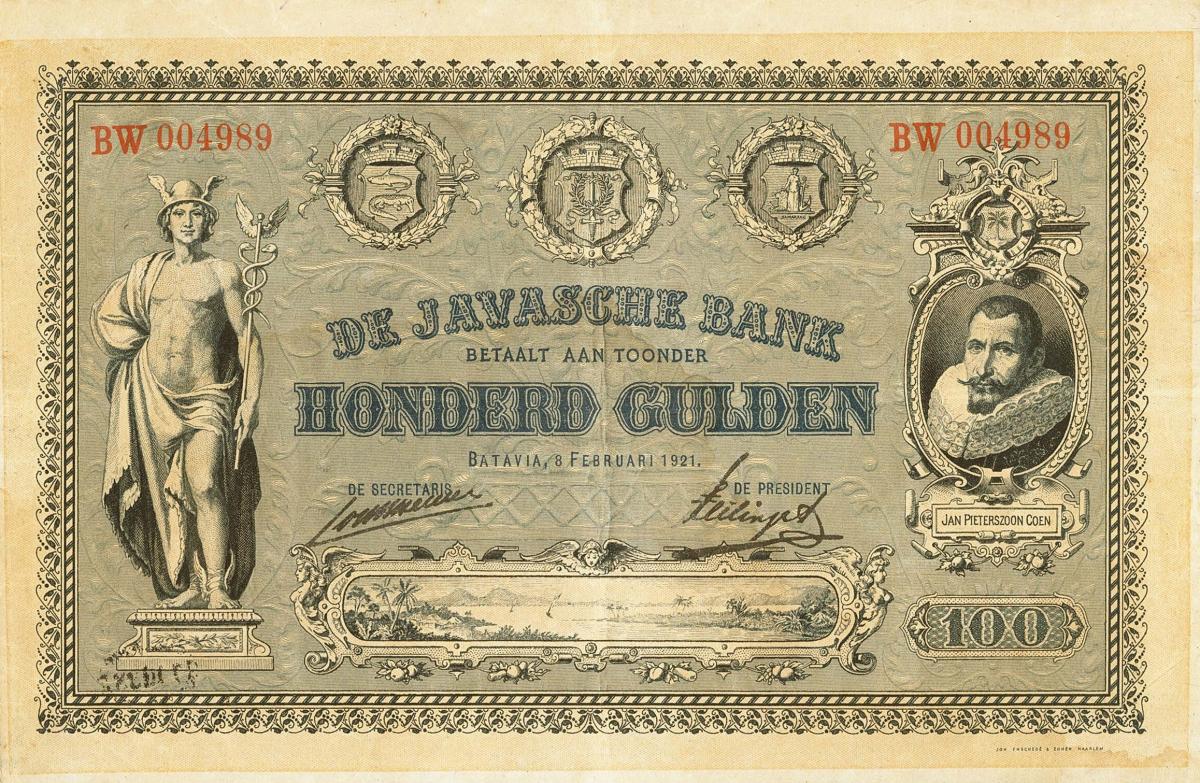 BW 004989
BW 004989
SAMARANG
DE JAVASCHE BANK
BETAALT AAN TOONDER
HONDERD GULDEN
BATAVIA, 8 FEBRUARI 1921.
DE SECRETARIS
DE PRESIDENT
JAN PIETERSZOON COEN
100
JOH. ENSCHEDÉ & ZONEN. HAARLEM